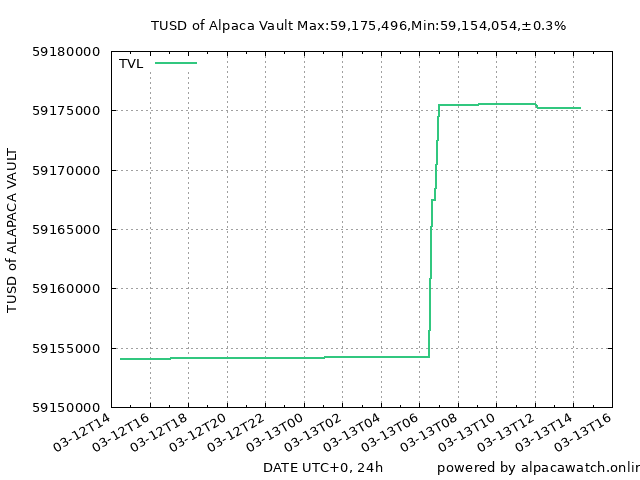 TUSD of Alpaca Vault Max:59,175,496,Min:59,154,054,±0.3%
TVL
59180000
59175000
59170000
59165000
59160000
59155000
59150000
TUSD of ALAPACA VAULT
03-12T14
03-12T16
03-12T18
03-12T20
03-12T22
03-13T00
03-13T02
03-13T04
03-13T06
03-13T08
03-13T10
03-13T12
03-13T14
03-13T16
DATE UTC+0, 24h
powered by alpacawatch.onlin